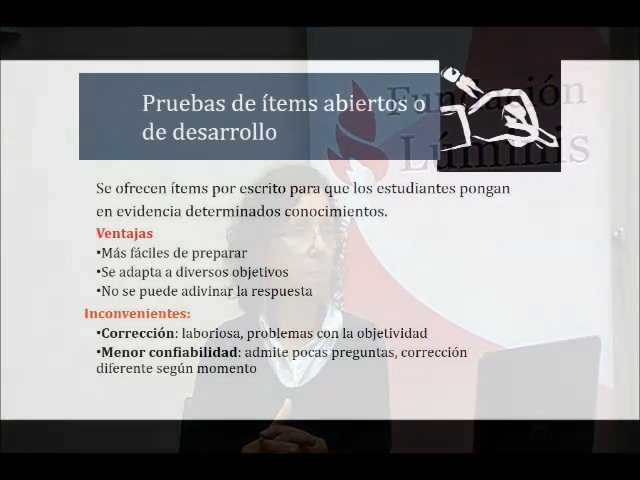 Pruebas de ítems abiertos o
de desarrollo
Fundación
Lúminis
Se ofrecen ítems por escrito para que los estudiantes pongan
en evidencia determinados conocimientos.
Ventajas
•Más fáciles de preparar
•Se adapta a diversos objetivos
•No se puede adivinar la respuesta
Inconvenientes:
•Corrección: laboriosa, problemas con la objetividad
•Menor confiabilidad: admite pocas preguntas, corrección
diferente según momento